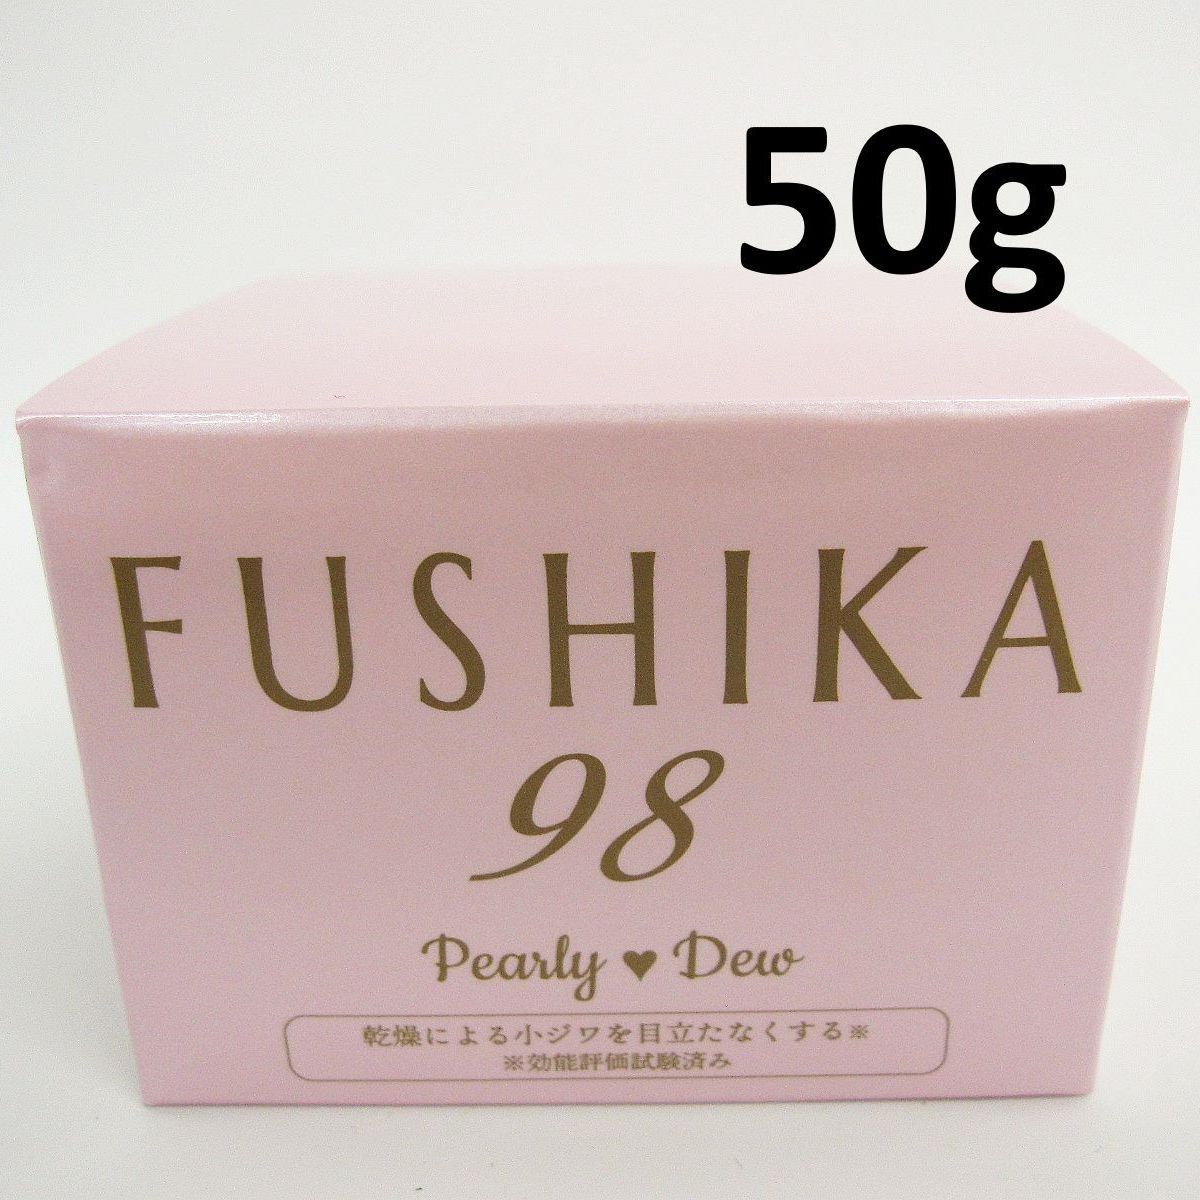 50g
FUSHIKA
98
Pearly ♥ Dew
乾燥による小ジワを目立たなくする※
※効能評価試験済み